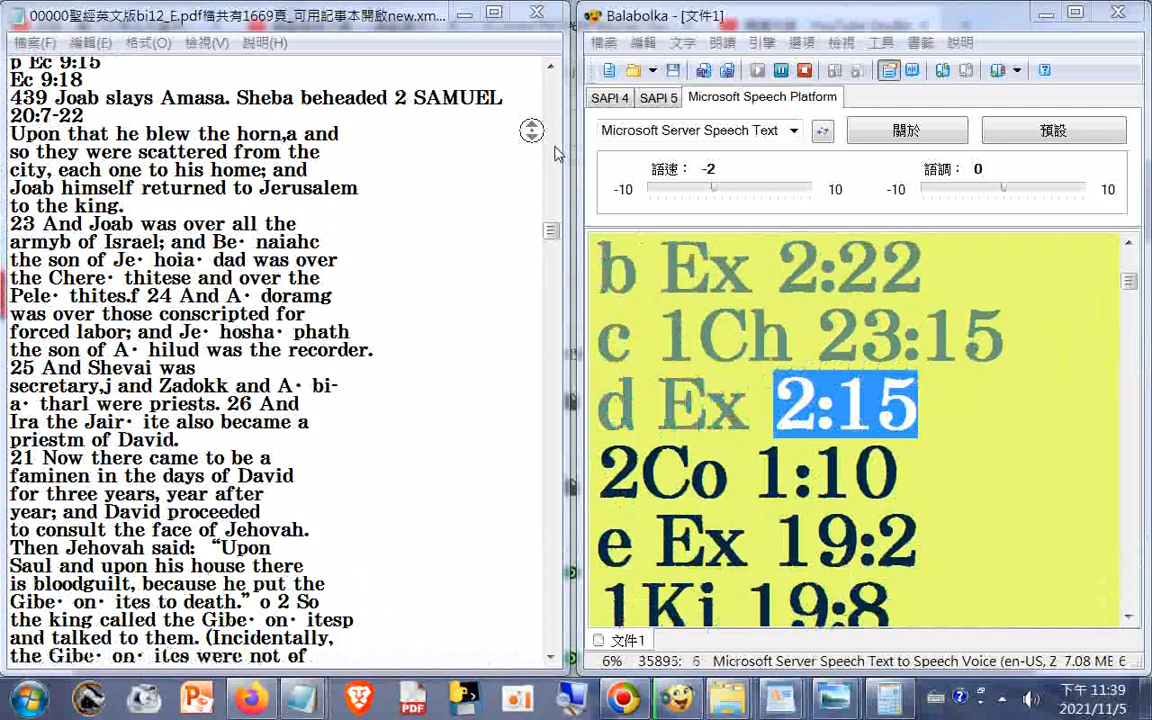 00000聖經英文版bi12_E.pdf檔共有1669頁_可用記事本開啟new.xm...
檔案(F) 編輯(E) 格式(O) 檢視(V) 說明(H)
p Ec 9:15
Ec 9:18
439 Joab slays Amasa. Sheba beheaded 2 SAMUEL
20:7-22
Upon that he blew the horn,a and
so they were scattered from the
city, each one to his home; and
Joab himself returned to Jerusalem
to the king.
23 And Joab was over all the
armyb of Israel; and Be· naiahc
the son of Je· hoia· dad was over
the Chere· thitese and over the
Pele· thites.f 24 And A· doramg
was over those conscripted for
forced labor; and Je· hosha· phath
the son of A· hilud was the recorder.
25 And Shevai was
secretary,j and Zadokk and A· bi-
a· tharl were priests. 26 And
Ira the Jair· ite also became a
priestm of David.
21 Now there came to be a
faminen in the days of David
for three years, year after
year; and David proceeded
to consult the face of Jehovah.
Then Jehovah said: “Upon
Saul and upon his house there
is bloodguilt, because he put the
Gibe· on· ites to death.” o 2 So
the king called the Gibe· on· itesp
and talked to them. (Incidentally,
the Gibe· on· ites were not of
Balabolka - [文件1]
檔案 編輯 文字 朗讀 引擎 選項 檢視 工具 書籤 說明
SAPI 4 SAPI 5 Microsoft Speech Platform
Microsoft Server Speech Text 關於 預設
語速： -2 語調： 0
-10 10 -10 10
b Ex 2:22
c 1Ch 23:15
d Ex 2:15
2Co 1:10
e Ex 19:2
1Ki 19:8
文件1
6% 35895: 6 Microsoft Server Speech Text to Speech Voice (en-US, 2 7.08 MB 6
下午 11:39
2021/11/5